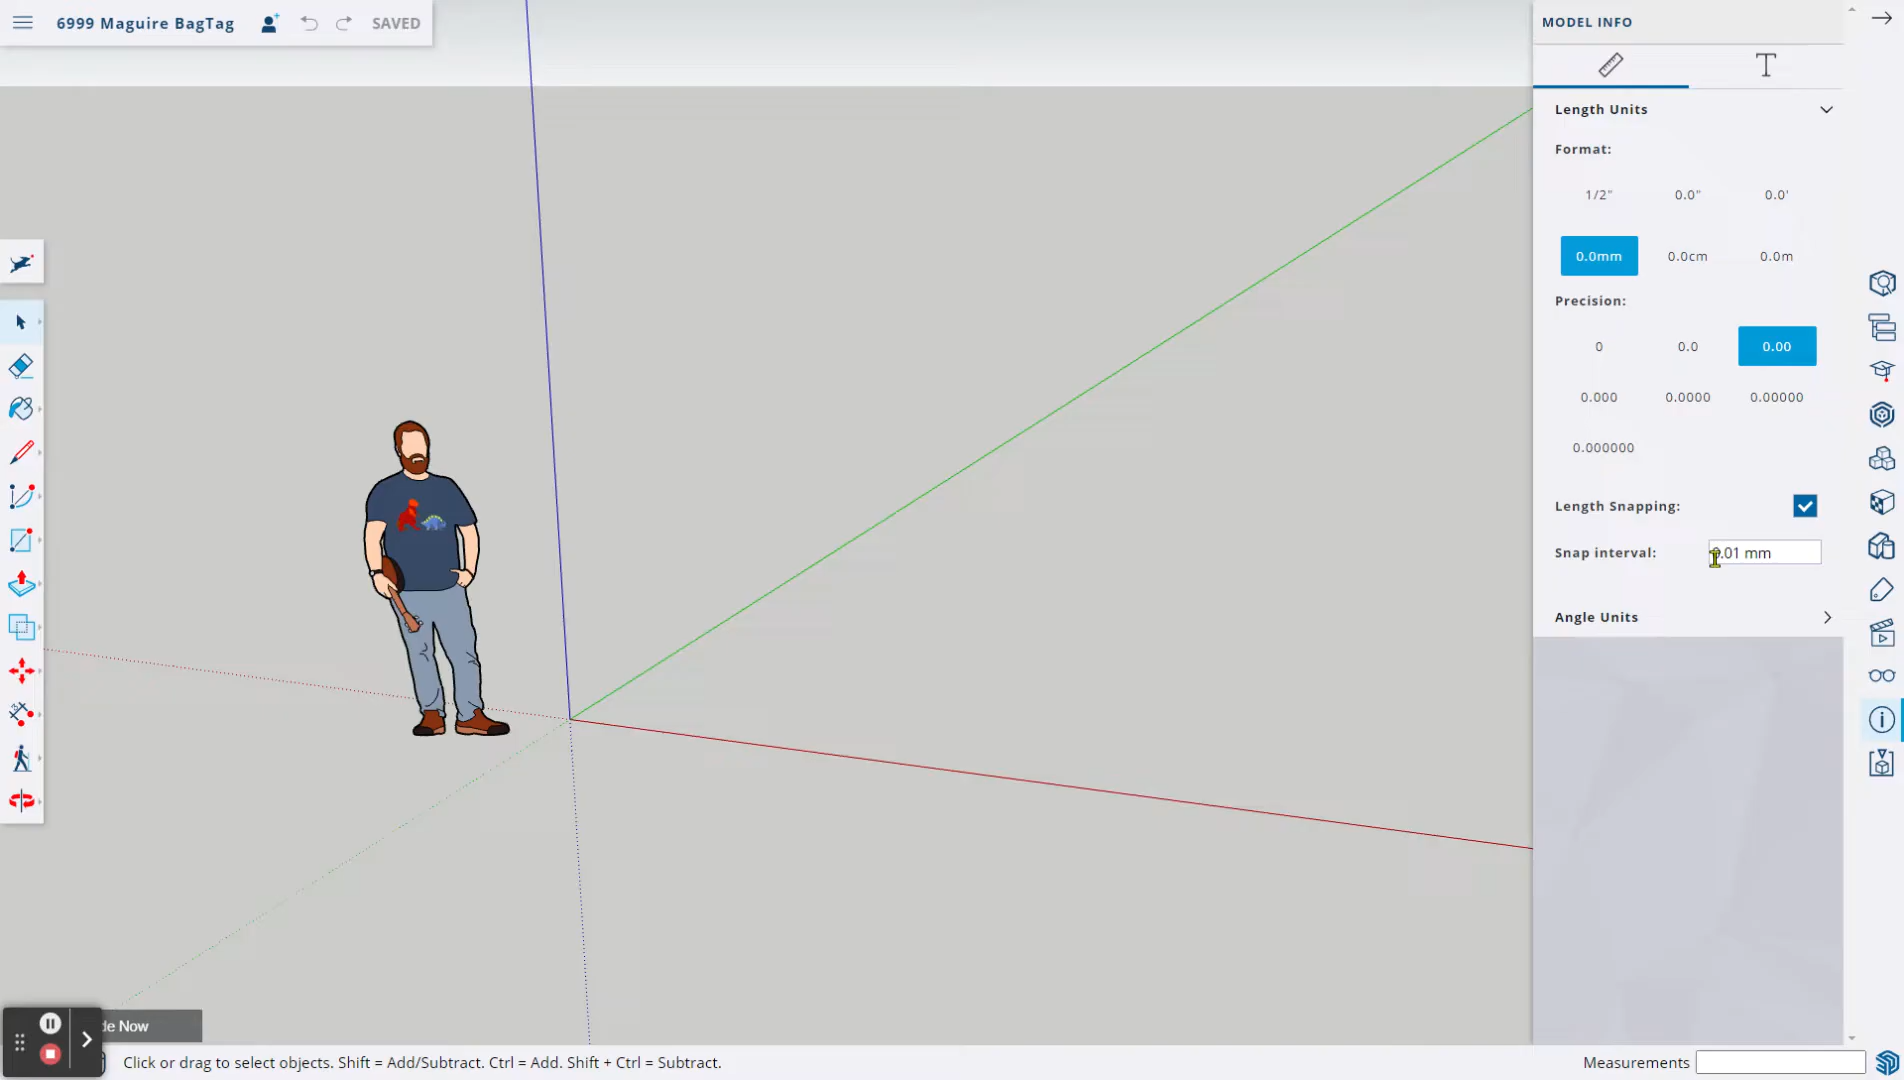 6999 Maguire BagTag
SAVED
MODEL INFO
Length Units
Format:
1/2"
0.0"
0.0'
0.0mm
0.0cm
0.0m
Precision:
0
0.0
0.00
0.000
0.0000
0.00000
0.000000
Length Snapping:
Snap interval:
.01 mm
Angle Units
Now
Click or drag to select objects. Shift = Add/Subtract. Ctrl = Add. Shift + Ctrl = Subtract.
Measurements